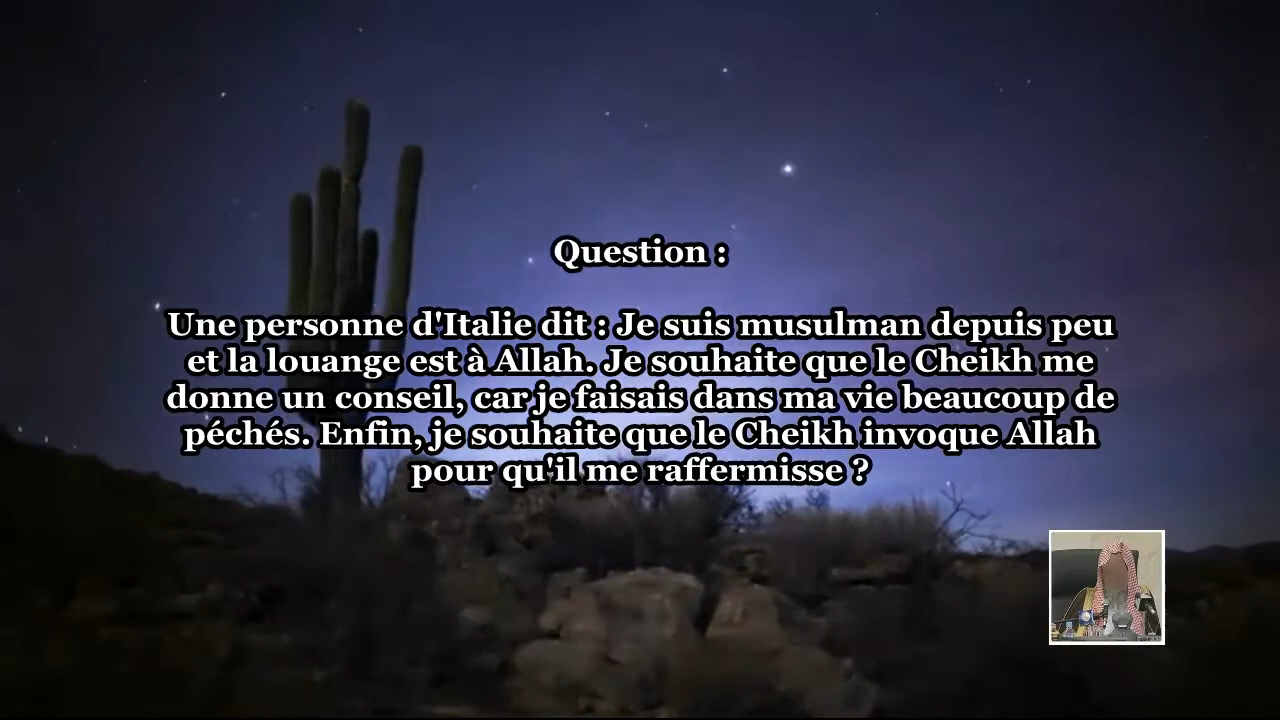 Question :
Une personne d'Italie dit : Je suis musulman depuis peu
et la louange est à Allah. Je souhaite que le Cheikh me
donne un conseil, car je faisais dans ma vie beaucoup de
péchés. Enfin, je souhaite que le Cheikh invoque Allah
pour qu'il me raffermisse ?